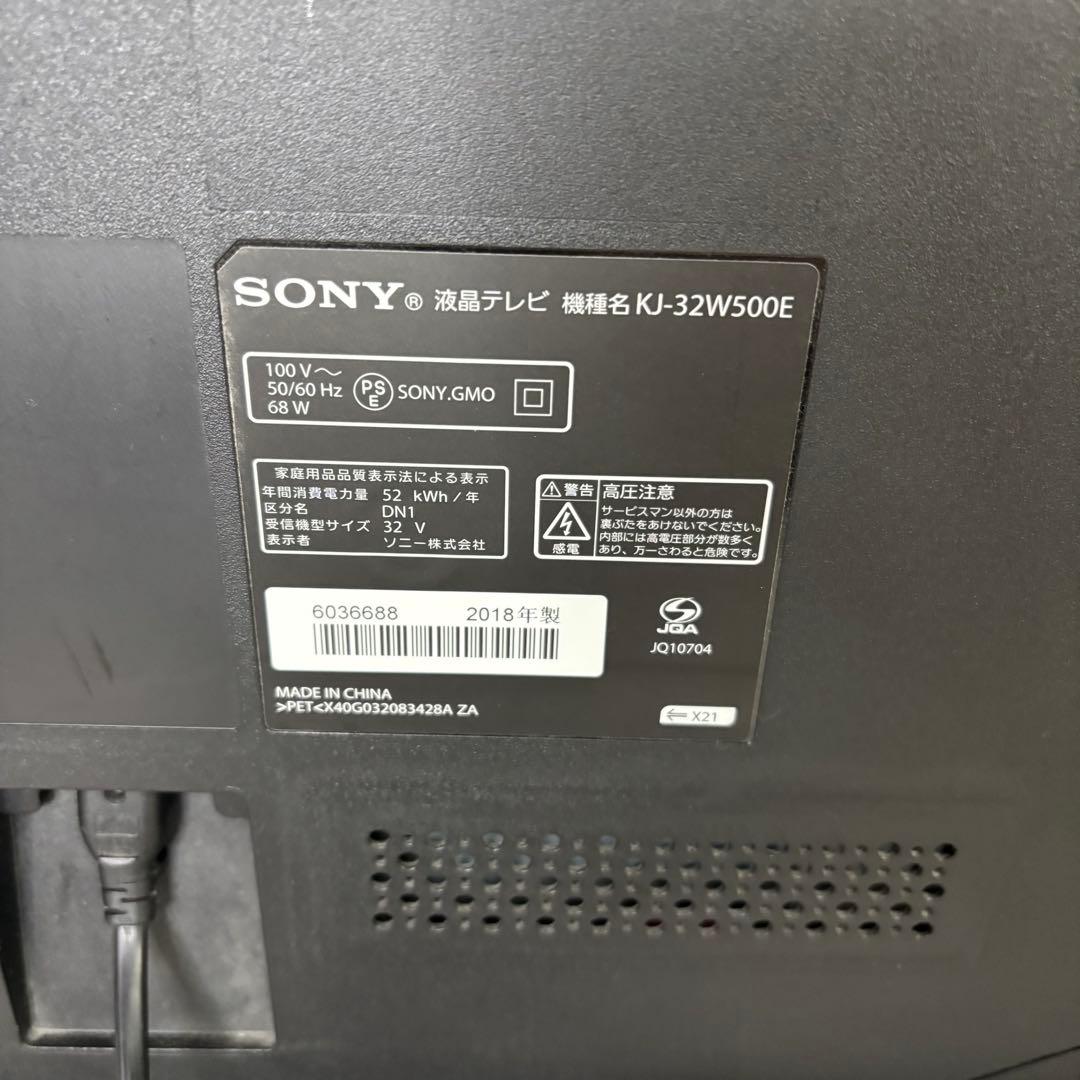 SONY® 液晶テレビ 機種名 KJ-32W500E
100 V～
50/60 Hz
68 W
PSE
SONY.GMO
家庭用品品質表示法による表示
年間消費電力量 52 kWh/年
区分名 DN1
受信機型サイズ 32 V
表示者 ソニー株式会社
警告 高圧注意
感電
サービスマン以外の方は
裏ぶたをあけないでください。
内部には高電圧部分が数多く
あり、万一さわると危険です。
6036688 2018年製
JQA
JQ10704
MADE IN CHINA
>PET<X40G032083428A ZA
X21